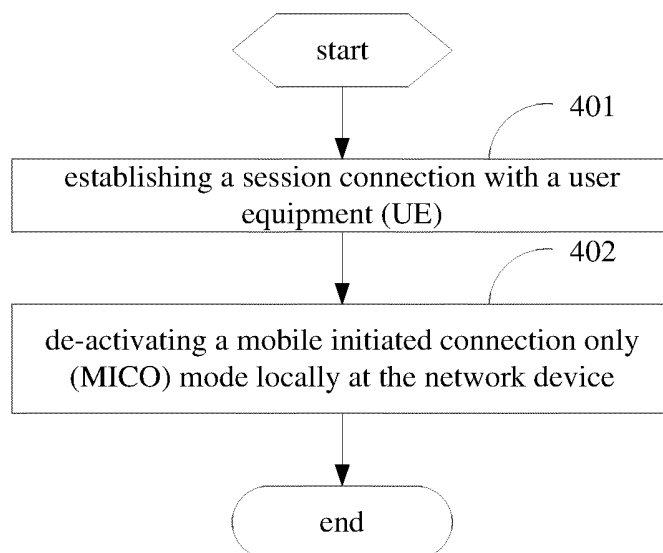 start
401
establishing a session connection with a user
equipment (UE)
402
de-activating a mobile initiated connection only
(MICO) mode locally at the network device
end